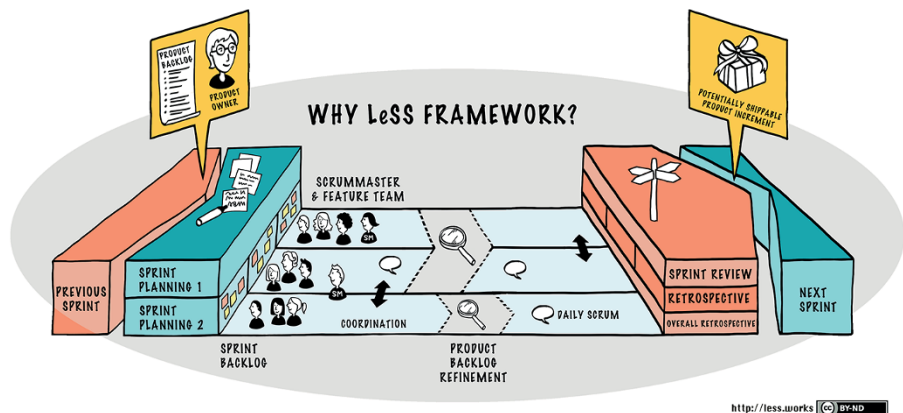 PRODUCT
BACKLOG
PRODUCT
OWNER
WHY LeSS FRAMEWORK?
POTENTIALLY SHIPPABLE
PRODUCT INCREMENT
SCRUMMASTER
& FEATURE TEAM
SM
SM
PREVIOUS
SPRINT
SPRINT
PLANNING 1
SPRINT
PLANNING 2
SPRINT
BACKLOG
COORDINATION
PRODUCT
BACKLOG
REFINEMENT
DAILY SCRUM
SPRINT REVIEW
RETROSPECTIVE
OVERALL RETROSPECTIVE
NEXT
SPRINT
http://less.works cc BY-ND